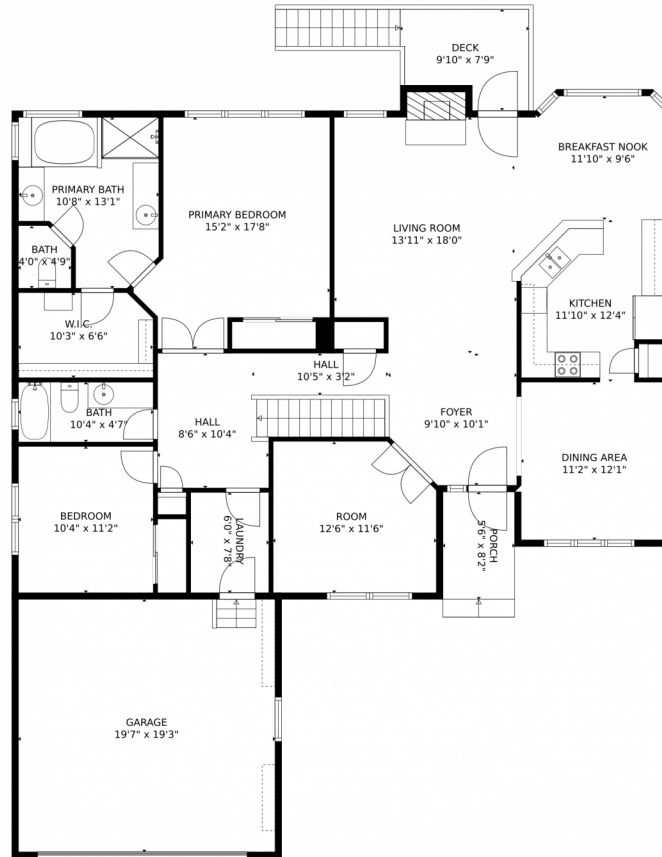 DECK
9'10" x 7'9"
BREAKFAST NOOK
11'10" x 9'6"
PRIMARY BATH
10'8" x 13'1"
PRIMARY BEDROOM
15'2" x 17'8"
LIVING ROOM
13'11" x 18'0"
BATH
4'0" x 4'9"
KITCHEN
11'10" x 12'4"
W.I.C.
10'3" x 6'6"
HALL
10'5" x 3'2"
BATH
10'4" x 4'7"
HALL
8'6" x 10'4"
FOYER
9'10" x 10'1"
DINING AREA
11'2" x 12'1"
BEDROOM
10'4" x 11'2"
LAUNDRY
6'0" x 7'8"
ROOM
12'6" x 11'6"
PORCH
5'6" x 8'2"
GARAGE
19'7" x 19'3"